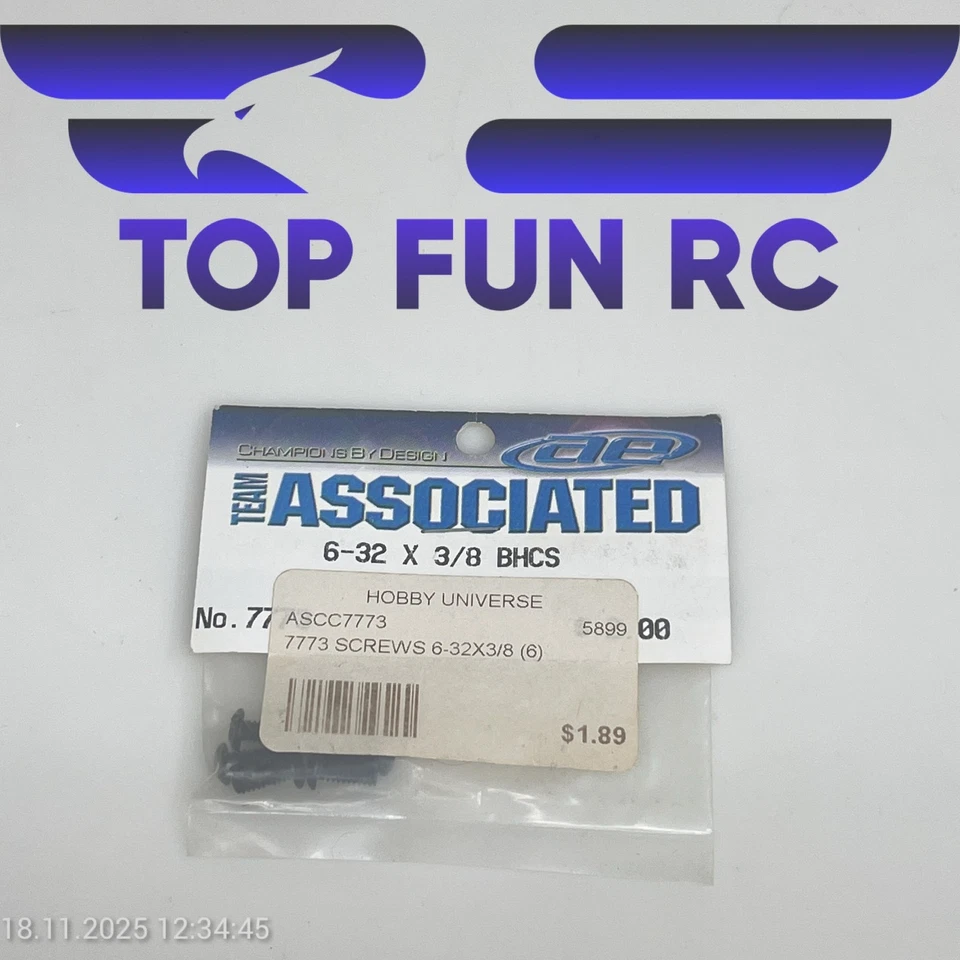 TOP FUN RC
CHAMPIONS BY DESIGN
ae
TEAM
ASSOCIATED
6-32 X 3/8 BHCS
HOBBY UNIVERSE
No. 77
ASCC7773
5899
00
7773 SCREWS 6-32X3/8 (6)
$1.89
18.11.2025 12:34:45